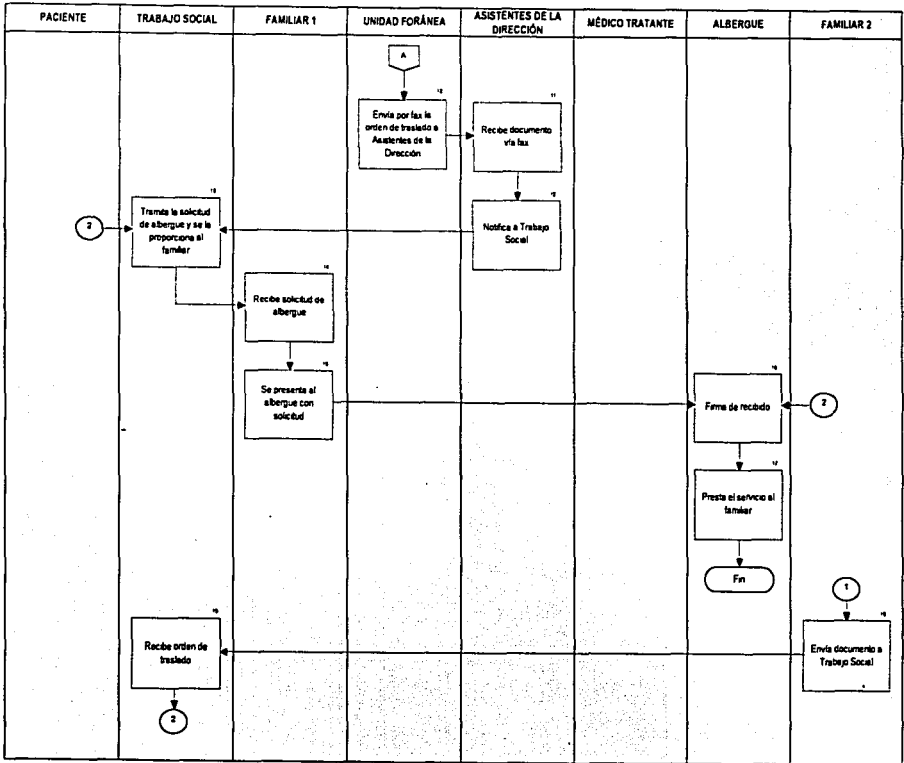 PACIENTE
TRABAJO SOCIAL
FAMILIAR 1
UNIDAD FORÁNEA
ASISTENTES DE LA
DIRECCIÓN
MÉDICO TRATANTE
ALBERGUE
FAMILIAR 2
A
Envía por fax la
orden de traslado a
Asistentes de la
Dirección
11
Recibe documento
vía fax
Tramita la solicitud
de albergue y se la
proporciona al
familiar
2
Notifica a Trabajo
Social
Recibe solicitud de
albergue
Se presenta al
albergue con
solicitud
Firma de recibido
2
Presta el servicio al
familiar
Fin
1
Recibe orden de
traslado
Envía documento a
Trabajo Social
2